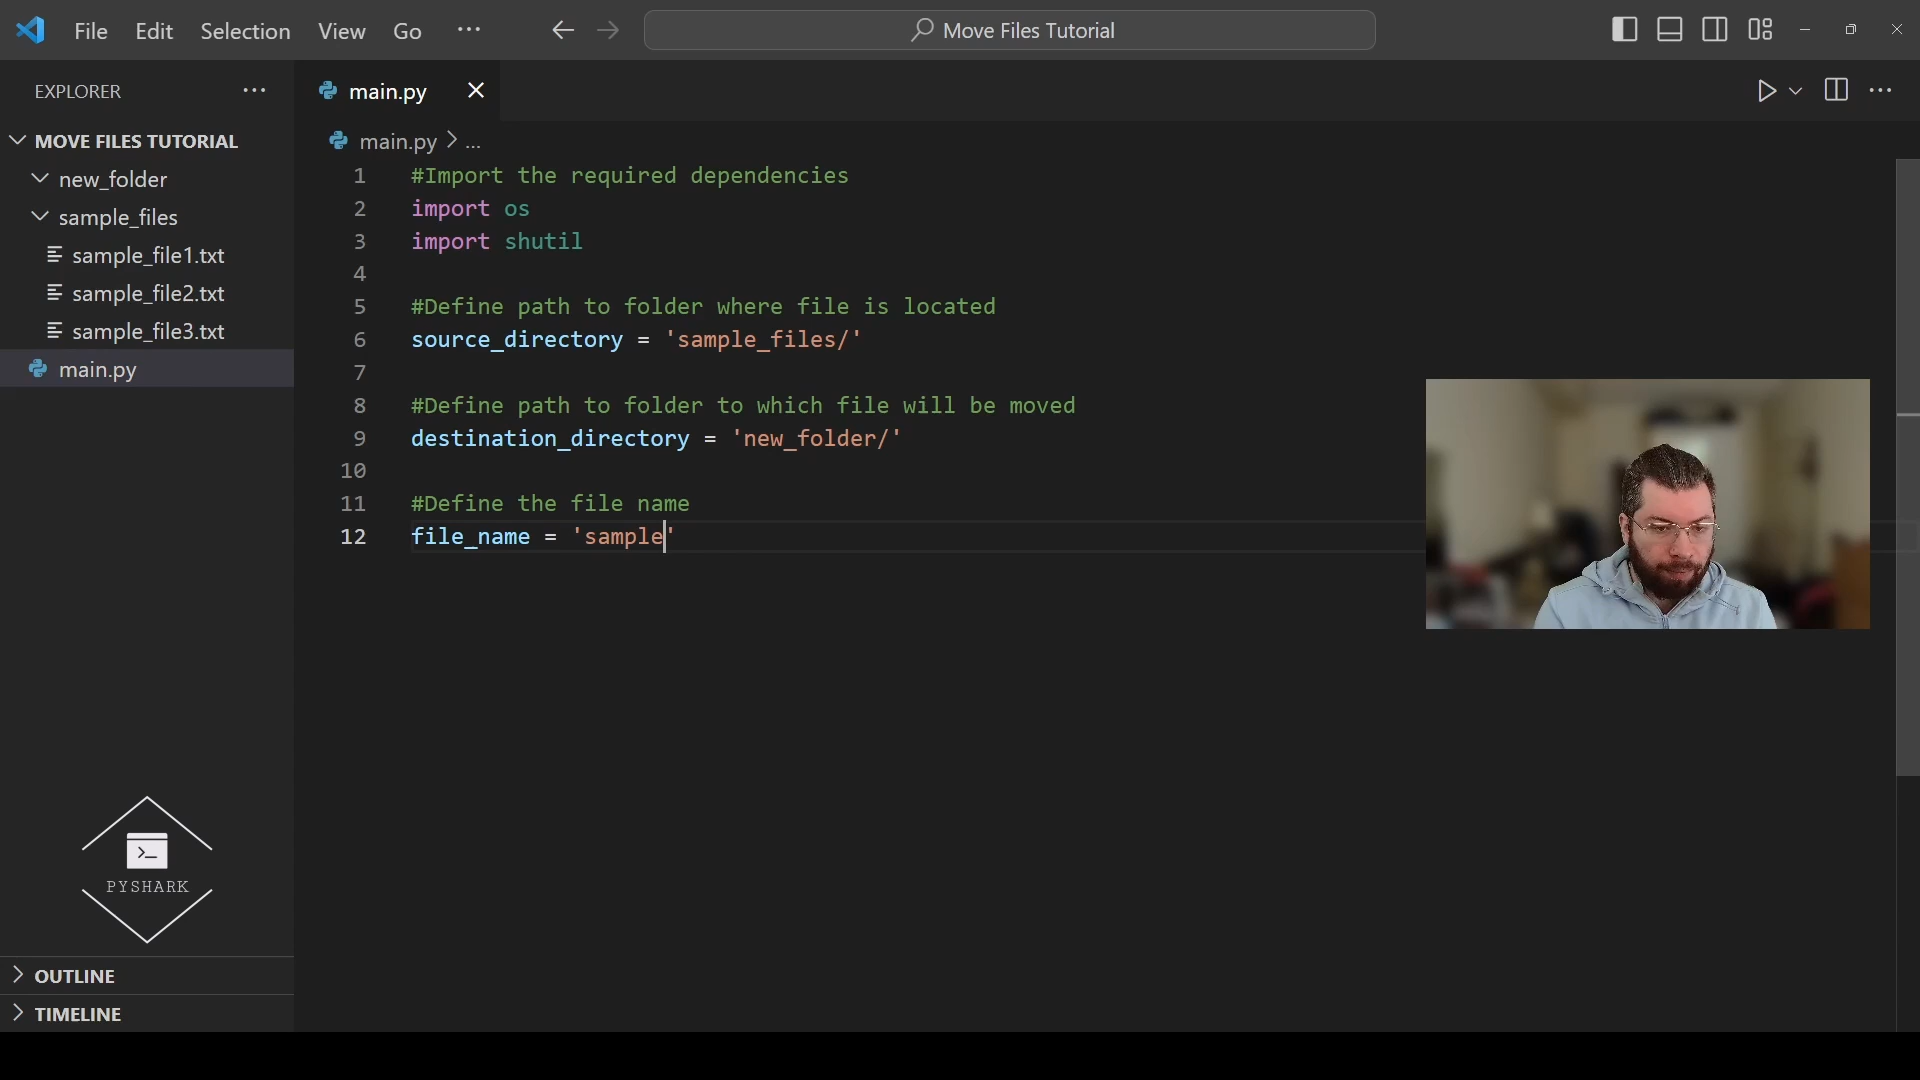 File Edit Selection View Go ... Move Files Tutorial
EXPLORER ...
main.py
MOVE FILES TUTORIAL
new_folder
sample_files
sample_file1.txt
sample_file2.txt
sample_file3.txt
main.py
main.py > ...
1 #Import the required dependencies
2 import os
3 import shutil
4
5 #Define path to folder where file is located
6 source_directory = 'sample_files/'
7
8 #Define path to folder to which file will be moved
9 destination_directory = 'new_folder/'
10
11 #Define the file name
12 file_name = 'sample'
>_
PYSHARK
OUTLINE
TIMELINE